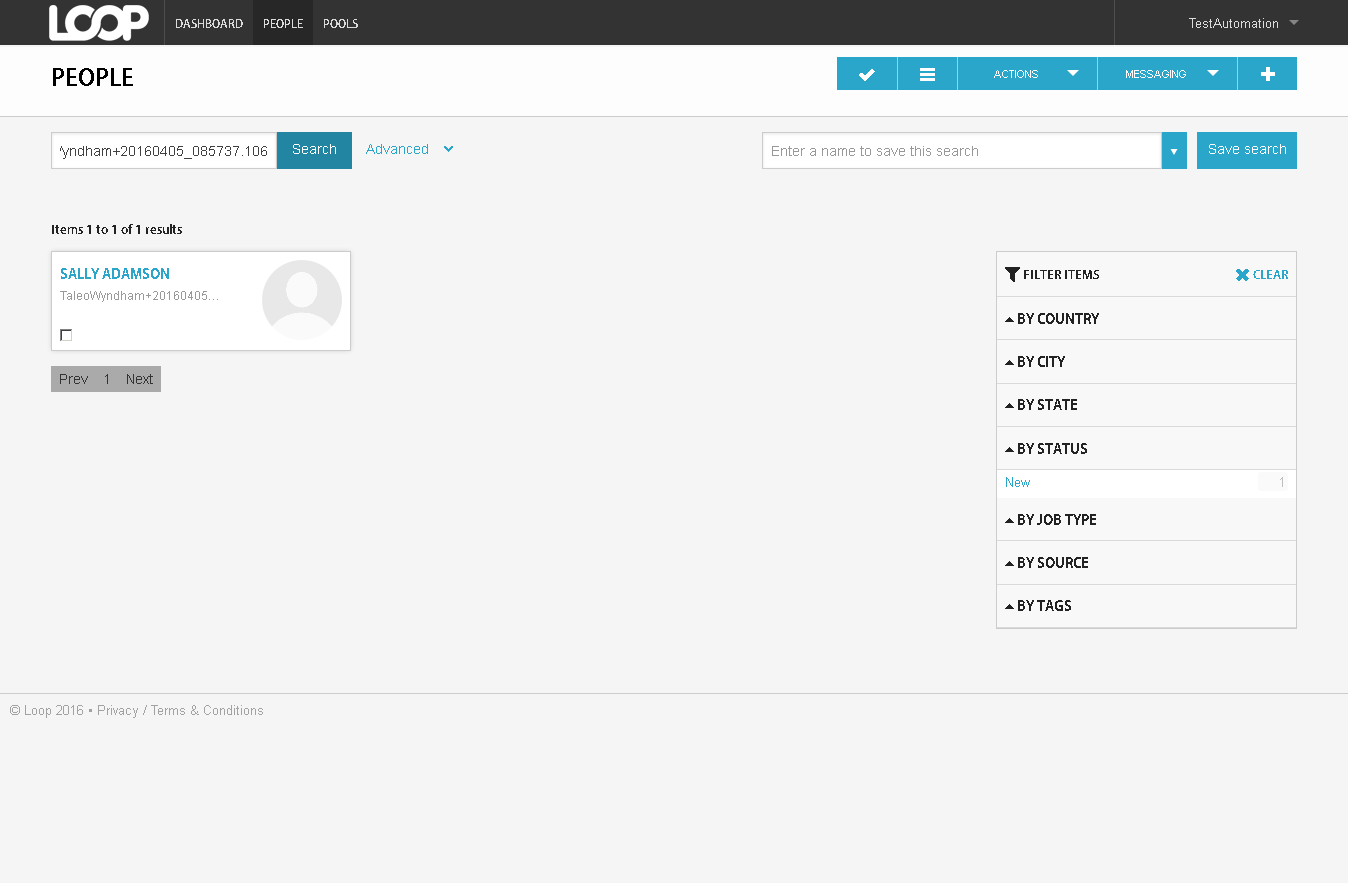 LOOP DASHBOARD PEOPLE POOLS TestAutomation
PEOPLE
ACTIONS MESSAGING
yndham+20160405_085737.106 Search Advanced Enter a name to save this search Save search
Items 1 to 1 of 1 results
SALLY ADAMSON
TaleoWyndham+20160405...
Prev 1 Next
FILTER ITEMS CLEAR
BY COUNTRY
BY CITY
BY STATE
BY STATUS
New 1
BY JOB TYPE
BY SOURCE
BY TAGS
© Loop 2016 • Privacy / Terms & Conditions